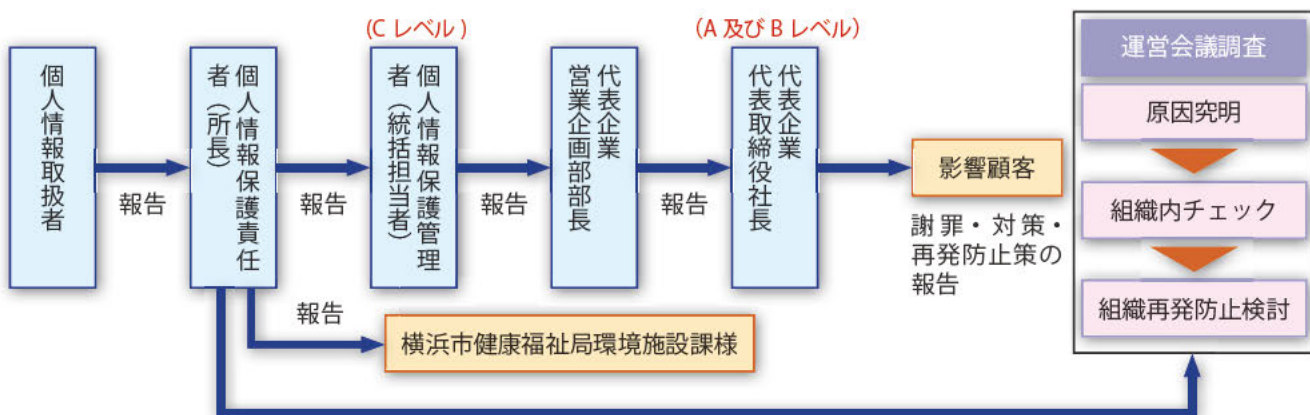 (C レベル)
(A 及び B レベル)
個人情報取扱者
個人情報保護責任
者（所長）
個人情報保護管理
者（統括担当者）
代表企業
営業企画部部長
代表企業
代表取締役社長
報告
報告
報告
報告
影響顧客
謝罪・対策・
再発防止策の
報告
報告
横浜市健康福祉局環境施設課様
運営会議調査
原因究明
組織内チェック
組織再発防止検討